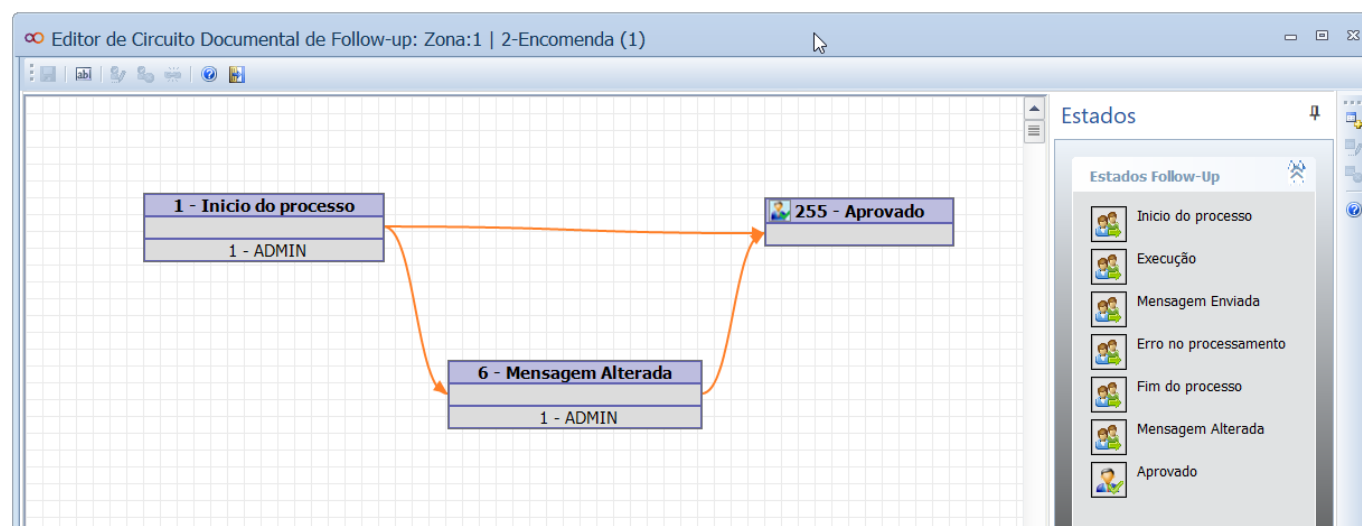 Editor de Circuito Documental de Follow-up: Zona:1 | 2-Encomenda (1)
ab
Estados
1 - Inicio do processo
1 - ADMIN
255 - Aprovado
6 - Mensagem Alterada
1 - ADMIN
Estados Follow-Up
Inicio do processo
Execução
Mensagem Enviada
Erro no processamento
Fim do processo
Mensagem Alterada
Aprovado